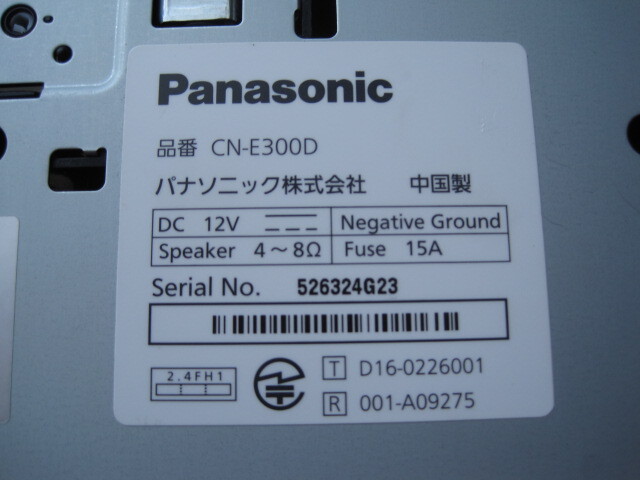 Panasonic
品番 CN-E300D
パナソニック株式会社 中国製
DC 12V Negative Ground
Speaker 4～8Ω Fuse 15A
Serial No. 526324G23
2.4FH1
T D16-0226001
R 001-A09275